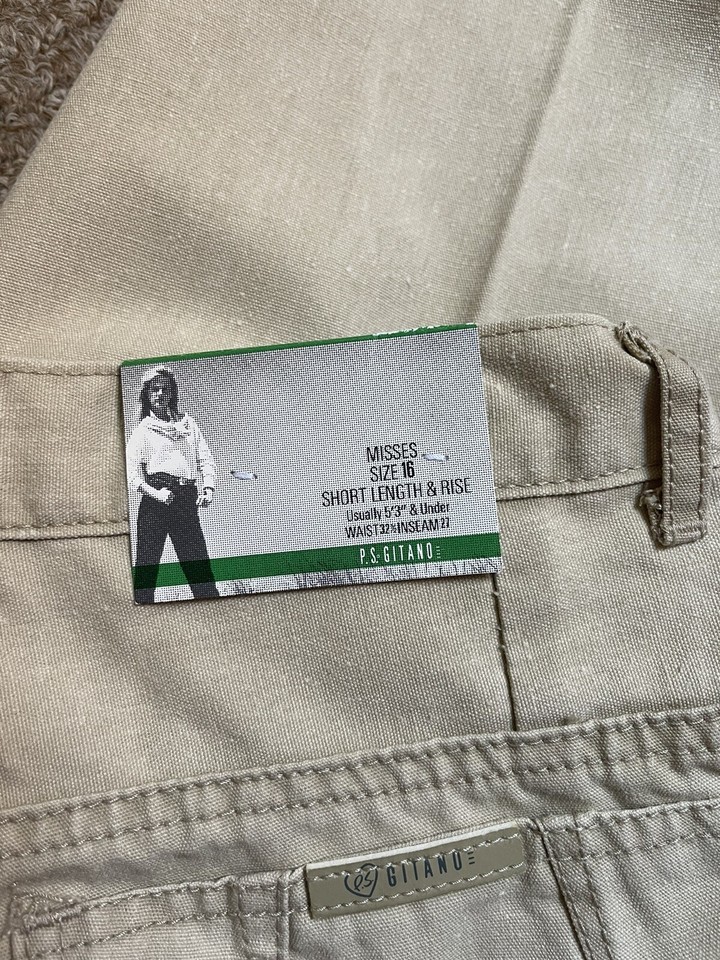 MISSES
SIZE 16
SHORT LENGTH & RISE
Usually 5'3" & Under
WAIST 32½ INSEAM 27
P.S. GITANO
P.S. GITANO